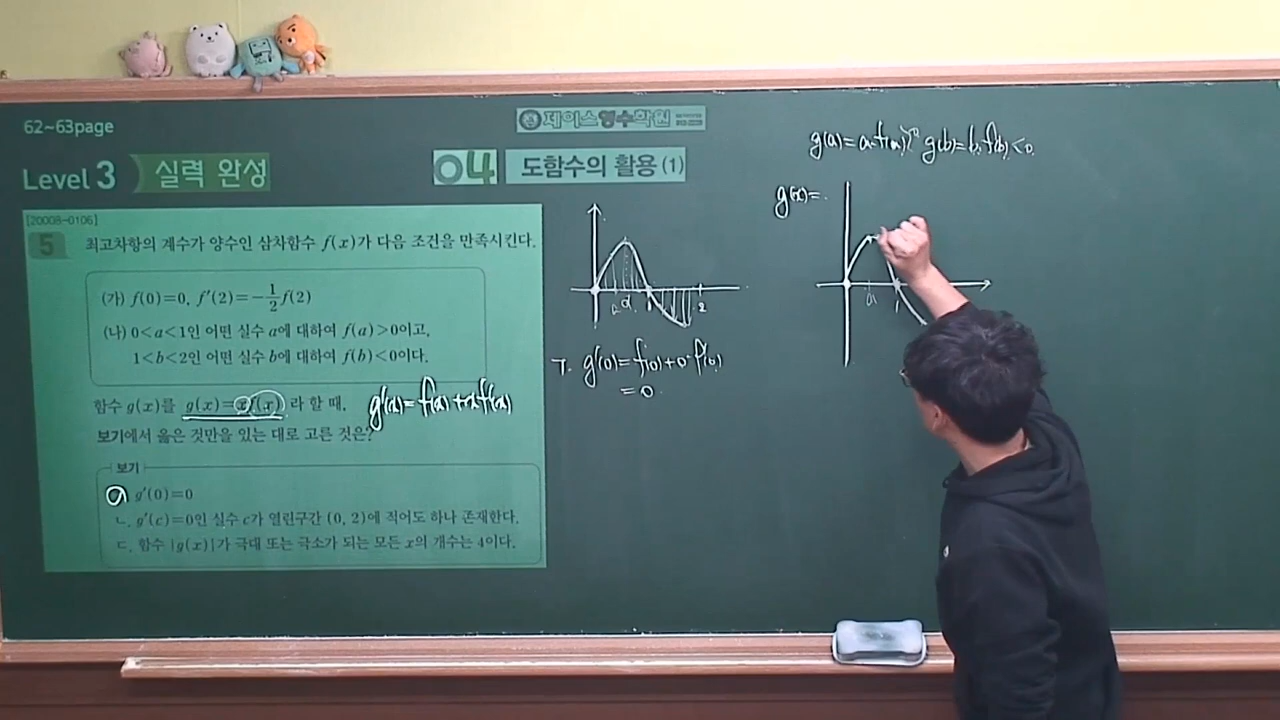 62~63page
제이스영수학원
Level 3 실력 완성
04 도함수의 활용 (1)
[20008-0106]
5 최고차항의 계수가 양수인 삼차함수 f(x)가 다음 조건을 만족시킨다.
(가) f(0)=0, f′(2)=-1/2 f(2)
(나) 0<a<1인 어떤 실수 a에 대하여 f(a)>0이고,
1<b<2인 어떤 실수 b에 대하여 f(b)<0이다.
함수 g(x)를 g(x)=xf(x)라 할 때,
g′(x)=f(x)+xf′(x)
보기에서 옳은 것만을 있는 대로 고른 것은?
보기
g′(0)=0
ㄴ. g′(c)=0인 실수 c가 열린구간 (0, 2)에 적어도 하나 존재한다.
ㄷ. 함수 |g(x)|가 극대 또는 극소가 되는 모든 x의 개수는 4이다.
a 1 2
ㄱ. g′(0)=f(0)+0·f′(0)
=0
g(a)=a·f(a)>0 g(b)=b·f(b)<0
g(x)=
a 1